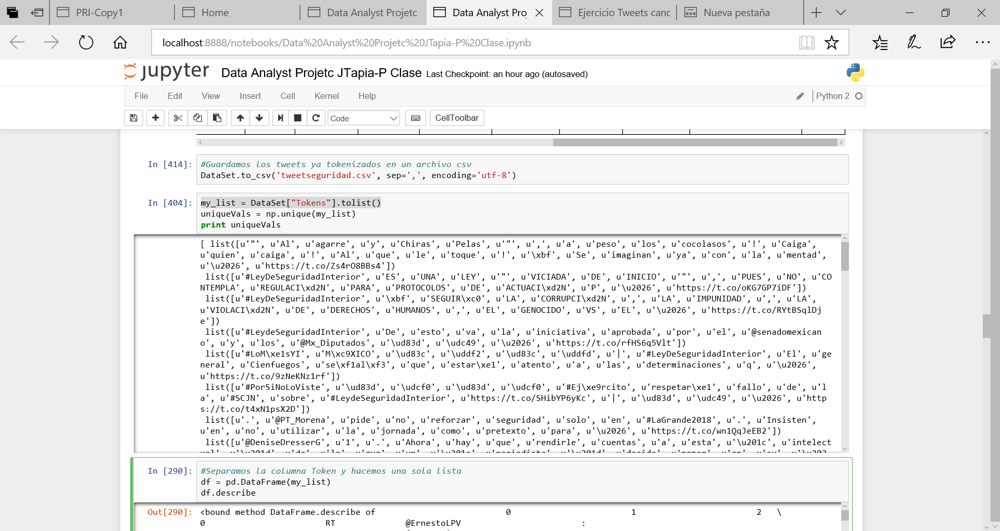 PRI-Copy1
Home
Data Analyst Projetc
Data Analyst Pro
Ejercicio Tweets canc
Nueva pestaña
localhost:8888/notebooks/Data%20Analyst%20Projetc%20JTapia-P%20Clase.ipynb
jupyter Data Analyst Projetc JTapia-P Clase Last Checkpoint: an hour ago (autosaved)
File Edit View Insert Cell Kernel Help
Python 2
Code
CellToolbar
In [414]: #Guardamos los tweets ya tokenizados en un archivo csv
DataSet.to_csv('tweetseguridad.csv', sep=',', encoding='utf-8')
In [404]: my_list = DataSet["Tokens"].tolist()
uniqueVals = np.unique(my_list)
print uniqueVals
[ list([u'"', u'Al', u'agarre', u'y', u'Chiras', u'Pelas', u'"', u',', u'a', u'peso', u'los', u'cocolasos', u'!', u'Caiga',
u'quien', u'caiga', u'!', u'Al', u'que', u'le', u'toque', u'!', u'\xbf', u'Se', u'imaginan', u'ya', u'con', u'la', u'mentad',
u'\u2026', u'https://t.co/Zs4rO8BBs4'])
list([u'#LeyDeSeguridadInterior', u'ES', u'UNA', u'LEY', u'"', u'VICIADA', u'DE', u'INICIO', u'"', u',', u'PUES', u'NO', u'CO
NTEMPLA', u'REGULACI\xd2N', u'PARA', u'PROTOCOLOS', u'DE', u'ACTUACI\xd2N', u'P', u'\u2026', u'https://t.co/oKG7GP7iDF'])
list([u'#LeyDeSeguridadInterior', u'\xbf', u'SEGUIR\xc0', u'LA', u'CORRUPCI\xd2N', u',', u'LA', u'IMPUNIDAD', u',', u'LA',
u'VIOLACI\xd2N', u'DE', u'DERECHOS', u'HUMANOS', u',', u'EL', u'GENOCIDO', u'VS', u'EL', u'\u2026', u'https://t.co/RYtBSqlDj
e'])
list([u'#LeydeSeguridadInterior', u'De', u'esto', u'va', u'la', u'iniciativa', u'aprobada', u'por', u'el', u'@senadomexican
o', u'y', u'los', u'@Mx_Diputados', u'\ud83d', u'\udc49', u'\u2026', u'https://t.co/rfHS6q5Vlt'])
list([u'#LoM\xe1sYI', u'M\xc9XICO', u'\ud83c', u'\uddf2', u'\ud83c', u'\uddfd', u'|', u'#LeyDeSeguridadInterior', u'El', u'ge
neral', u'Cienfuegos', u'se\xf1al\xf3', u'que', u'estar\xe1', u'atento', u'a', u'las', u'determinaciones', u'q', u'\u2026',
u'https://t.co/9zNeKNz1rf'])
list([u'#PorSiNoLoViste', u'\ud83d', u'\udcf0', u'\ud83d', u'\udcf0', u'#Ej\xe9rcito', u'respetar\xe1', u'fallo', u'de', u'l
a', u'#SCJN', u'sobre', u'#LeydeSeguridadInterior', u'https://t.co/SHibYP6yKc', u'|', u'\ud83d', u'\udc49', u'\u2026', u'http
s://t.co/t4xN1psX2D'])
list([u'.', u'@PT_Morena', u'pide', u'no', u'reforzar', u'seguridad', u'solo', u'en', u'#LaGrande2018', u'.', u'Insisten',
u'en', u'no', u'utilizar', u'la', u'jornada', u'como', u'pretexto', u'para', u'\u2026', u'https://t.co/wn1QqJeEB2'])
list([u'@DeniseDresserG', u'1', u'.', u'Ahora', u'hay', u'que', u'rendirle', u'cuentas', u'a', u'esta', u'\u201c', u'intelect
In [290]: #Separamos la columna Token y hacemos una sola lista
df = pd.DataFrame(my_list)
df.describe
Out[290]: <bound method DataFrame.describe of 0 1 2 \
0 RT @ErnestoLPV :